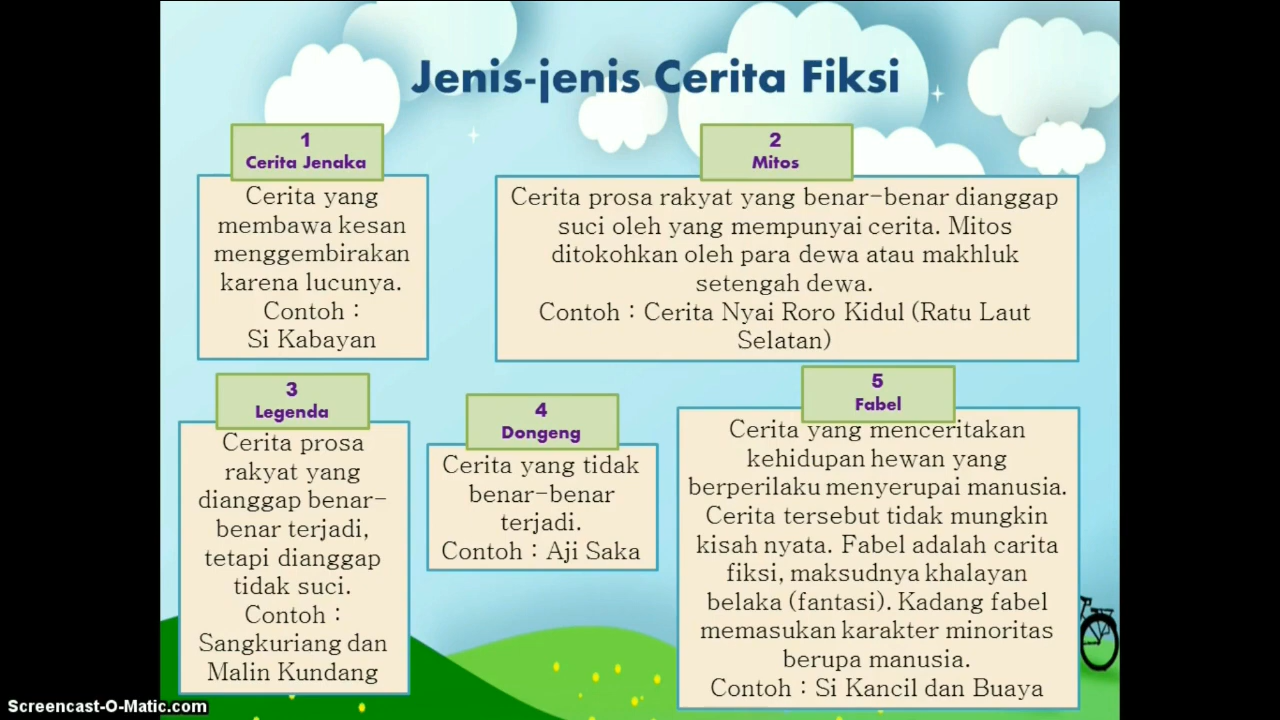 Jenis-jenis Cerita Fiksi
1
Cerita Jenaka
Cerita yang
membawa kesan
menggembirakan
karena lucunya.
Contoh :
Si Kabayan
2
Mitos
Cerita prosa rakyat yang benar-benar dianggap
suci oleh yang mempunyai cerita. Mitos
ditokohkan oleh para dewa atau makhluk
setengah dewa.
Contoh : Cerita Nyai Roro Kidul (Ratu Laut
Selatan)
3
Legenda
Cerita prosa
rakyat yang
dianggap benar-
benar terjadi,
tetapi dianggap
tidak suci.
Contoh :
Sangkuriang dan
Malin Kundang
4
Dongeng
Cerita yang tidak
benar-benar
terjadi.
Contoh : Aji Saka
5
Fabel
Cerita yang menceritakan
kehidupan hewan yang
berperilaku menyerupai manusia.
Cerita tersebut tidak mungkin
kisah nyata. Fabel adalah carita
fiksi, maksudnya khalayan
belaka (fantasi). Kadang fabel
memasukan karakter minoritas
berupa manusia.
Contoh : Si Kancil dan Buaya
Screencast-O-Matic.com